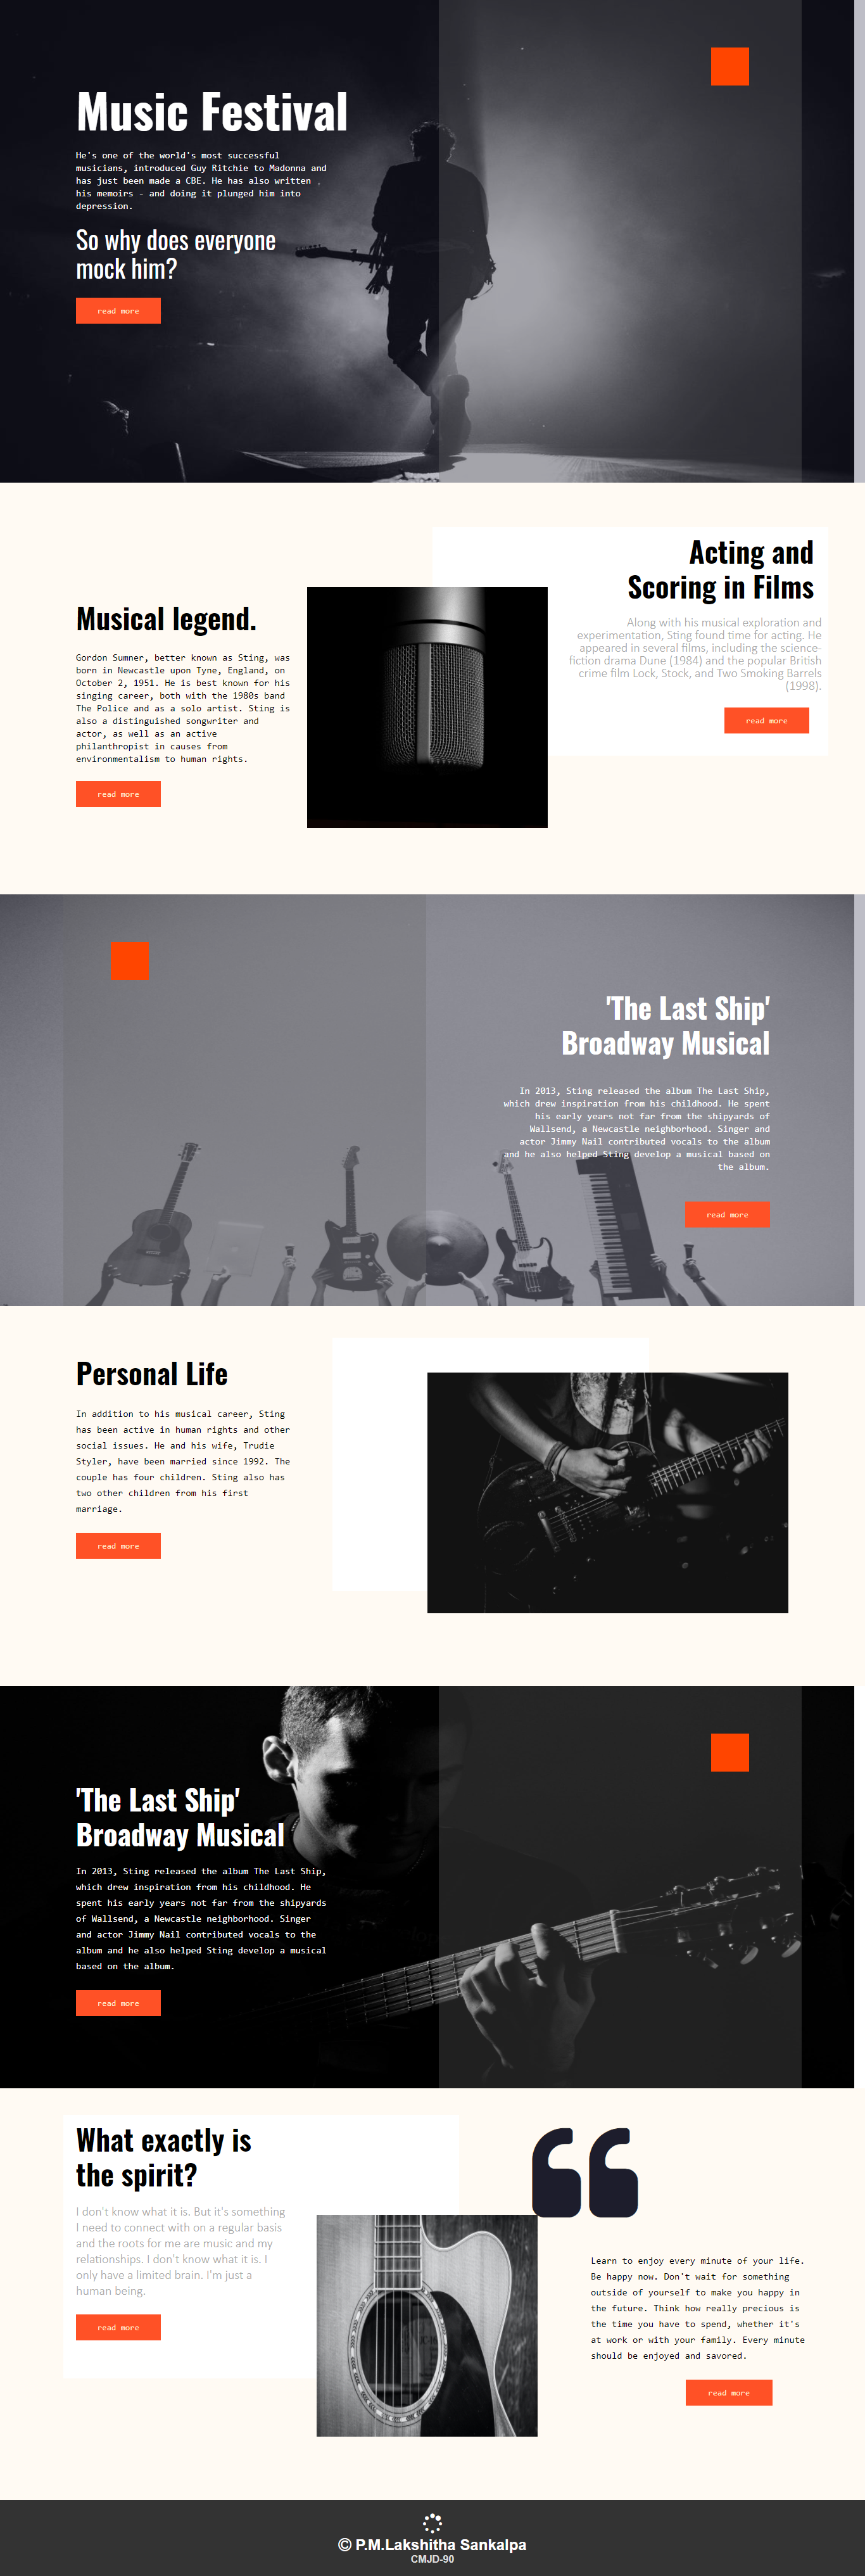 Music Festival
He's one of the world's most successful
musicians, introduced Guy Ritchie to Madonna and
has just been made a CBE. He has also written ,
his memoirs - and doing it plunged him into
depression.
So why does everyone
mock him?
read more
Acting and
Scoring in Films
Along with his musical exploration and
experimentation, Sting found time for acting. He
appeared in several films, including the science-
fiction drama Dune (1984) and the popular British
crime film Lock, Stock, and Two Smoking Barrels
(1998).
read more
Musical legend.
Gordon Sumner, better known as Sting, was
born in Newcastle upon Tyne, England, on
October 2, 1951. He is best known for his
singing career, both with the 1980s band
The Police and as a solo artist. Sting is
also a distinguished songwriter and
actor, as well as an active
philanthropist in causes from
environmentalism to human rights.
read more
'The Last Ship'
Broadway Musical
In 2013, Sting released the album The Last Ship,
which drew inspiration from his childhood. He spent
his early years not far from the shipyards of
Wallsend, a Newcastle neighborhood. Singer and
actor Jimmy Nail contributed vocals to the album
and he also helped Sting develop a musical based on
the album.
read more
Personal Life
In addition to his musical career, Sting
has been active in human rights and other
social issues. He and his wife, Trudie
Styler, have been married since 1992. The
couple has four children. Sting also has
two other children from his first
marriage.
read more
'The Last Ship'
Broadway Musical
In 2013, Sting released the album The Last Ship,
which drew inspiration from his childhood. He
spent his early years not far from the shipyards
of Wallsend, a Newcastle neighborhood. Singer
and actor Jimmy Nail contributed vocals to the
album and he also helped Sting develop a musical
based on the album.
read more
What exactly is
the spirit?
I don't know what it is. But it's something
I need to connect with on a regular basis
and the roots for me are music and my
relationships. I don't know what it is. I
only have a limited brain. I'm just a
human being.
read more
“
Learn to enjoy every minute of your life.
Be happy now. Don't wait for something
outside of yourself to make you happy in
the future. Think how really precious is
the time you have to spend, whether it's
at work or with your family. Every minute
should be enjoyed and savored.
read more
© P.M.Lakshitha Sankalpa
CMJD-90